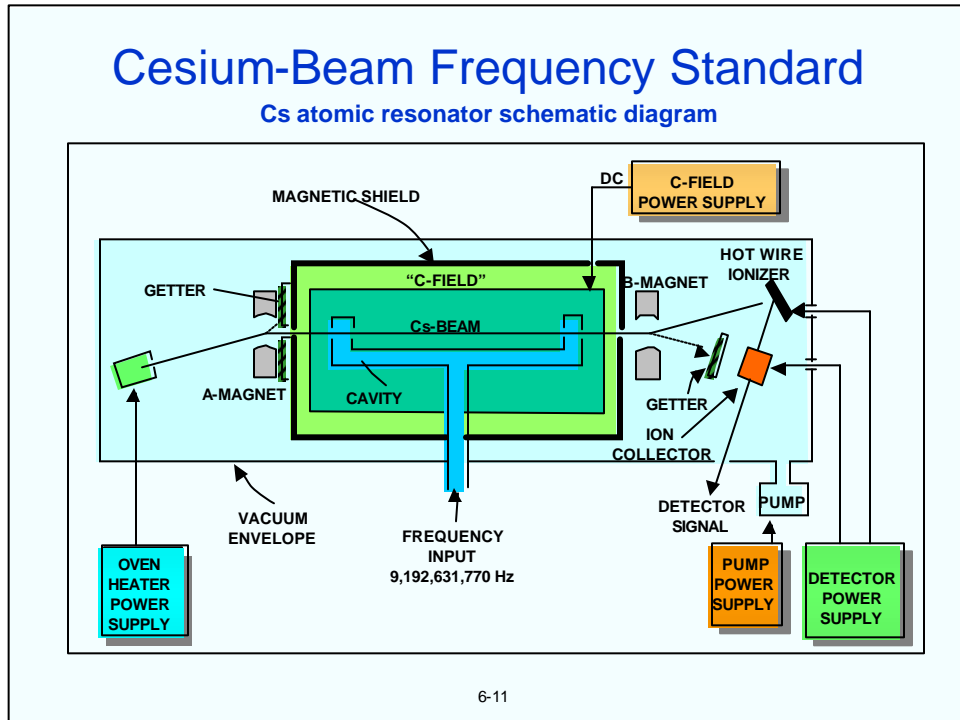 Cesium-Beam Frequency Standard
Cs atomic resonator schematic diagram
DC
C-FIELD
POWER SUPPLY
MAGNETIC SHIELD
HOT WIRE
IONIZER
"C-FIELD"
B-MAGNET
GETTER
Cs-BEAM
A-MAGNET
CAVITY
GETTER
ION
COLLECTOR
VACUUM
ENVELOPE
FREQUENCY
INPUT
9,192,631,770 Hz
DETECTOR
SIGNAL
PUMP
OVEN
HEATER
POWER
SUPPLY
PUMP
POWER
SUPPLY
DETECTOR
POWER
SUPPLY
6-11